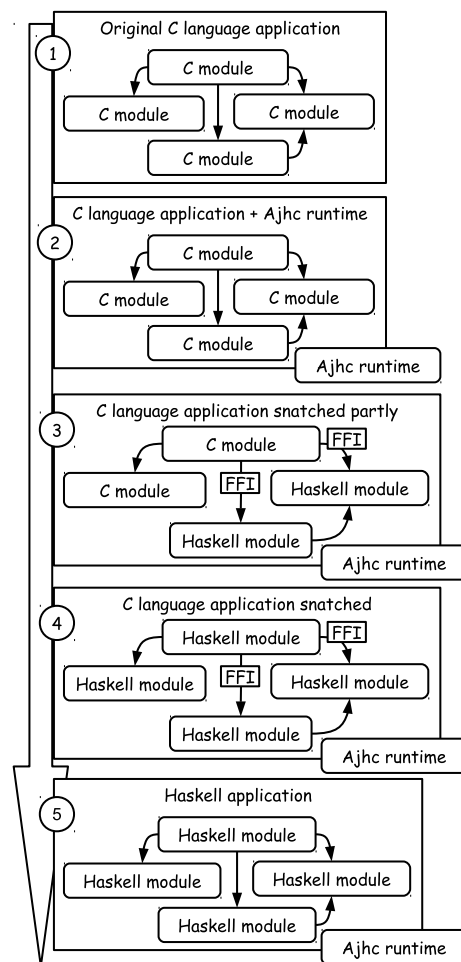 Original C language application
1
C module
C module
C module
C module
C language application + Ajhc runtime
2
C module
C module
C module
C module
Ajhc runtime
C language application snatched partly
3
C module
FFI
C module
FFI
Haskell module
Haskell module
Ajhc runtime
C language application snatched
4
Haskell module
FFI
Haskell module
FFI
Haskell module
Haskell module
Ajhc runtime
Haskell application
5
Haskell module
Haskell module
Haskell module
Haskell module
Ajhc runtime